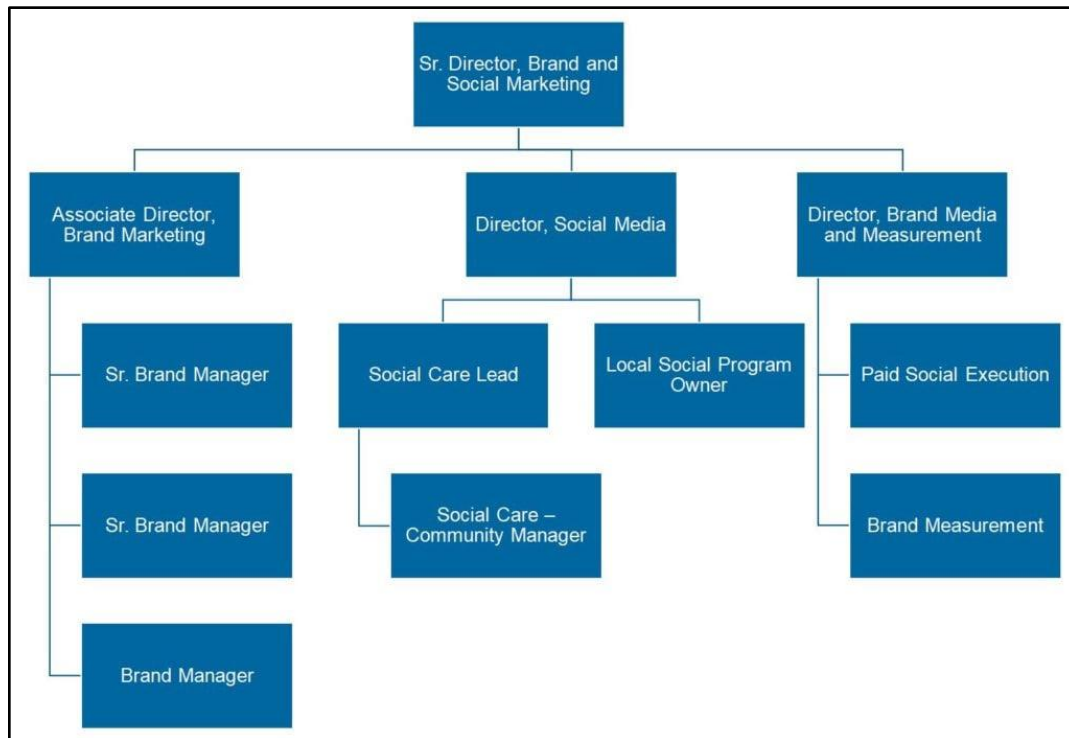 Sr. Director, Brand and
Social Marketing
Associate Director,
Brand Marketing
Director, Social Media
Director, Brand Media
and Measurement
Sr. Brand Manager
Social Care Lead
Local Social Program
Owner
Paid Social Execution
Sr. Brand Manager
Social Care –
Community Manager
Brand Measurement
Brand Manager